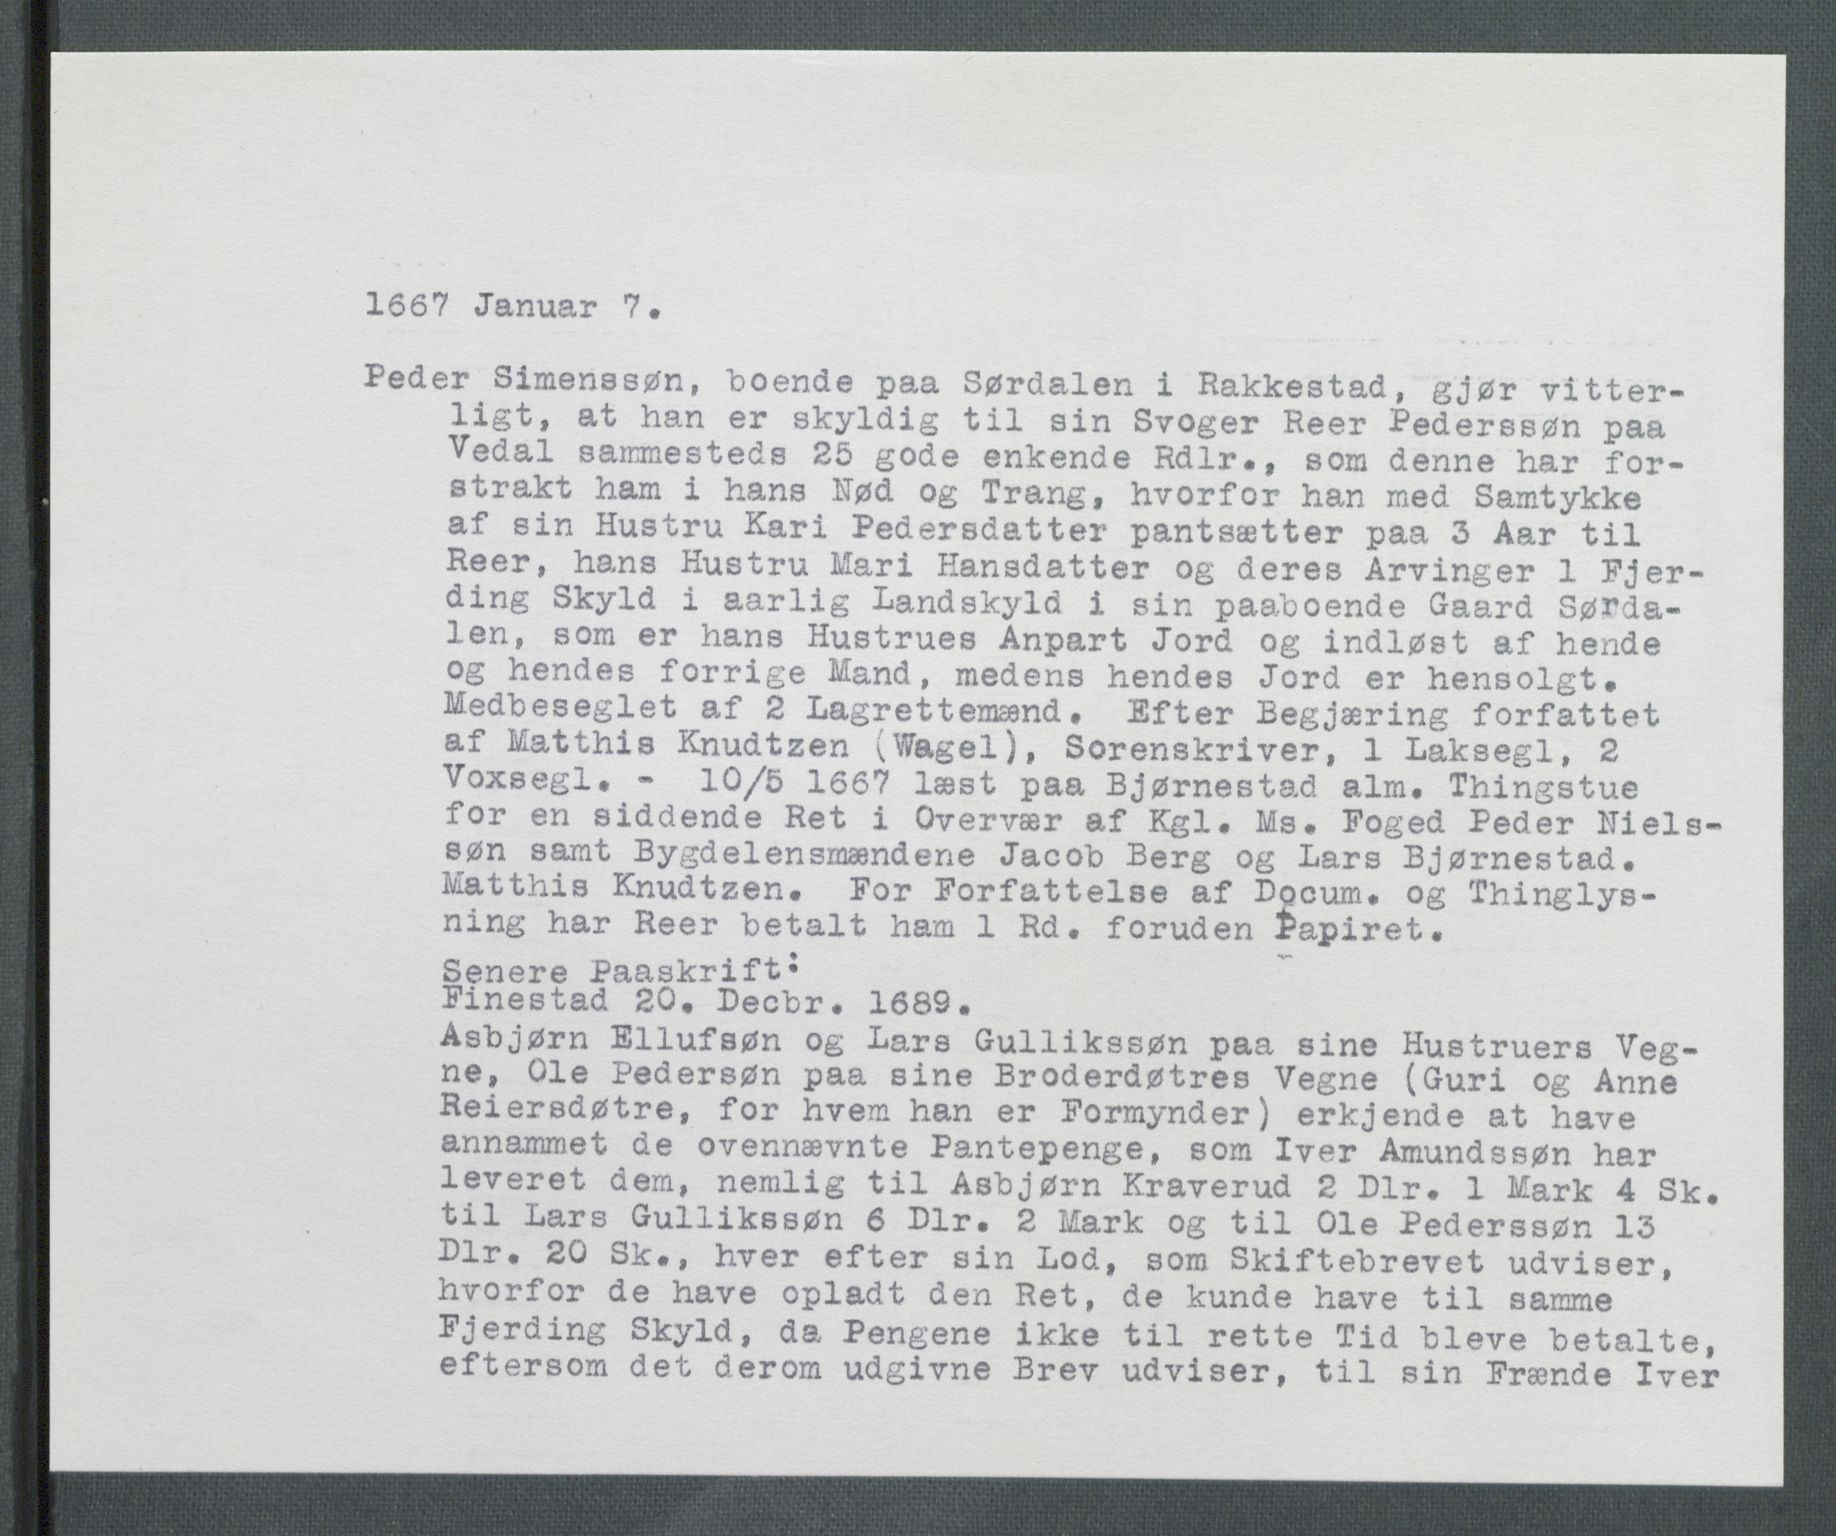 1667 Januar 7.
Peder Simenssøn, boende paa Sørdalen i Rakkestad, gjør vitter-
ligt, at han er skyldig til sin Svoger Reer Pederssøn paa
Vedal sammesteds 25 gode enkende Rdlr., som denne har for-
strakt ham i hans Nød og Trang, hvorfor han med Samtykke
af sin Hustru Kari Pedersdatter pantsætter paa 3 Aar til
Reer, hans Hustru Mari Hansdatter og deres Arvinger 1 Fjer-
ding Skyld i aarlig Landskyld i sin paaboende Gaard Sørda-
len, som er hans Hustrues Anpart Jord og indløst af hende
og hendes forrige Mand, medens hendes Jord er hensolgt.
Medbeseglet af 2 Lagrettemænd. Efter Begjæring forfattet
af Matthis Knudtzen (Wagel), Sorenskriver, 1 Laksegl, 2
Voxsegl. - 10/5 1667 læst paa Bjørnestad alm. Thingstue
for en siddende Ret i Overvær af Kgl. Ms. Foged Peder Niels-
søn samt Bygdelensmændene Jacob Berg og Lars Bjørnestad.
Matthis Knudtzen. For Forfattelse af Docum. og Thinglys-
ning har Reer betalt ham 1 Rd. foruden Papiret.
Senere Paaskrift:
Finestad 20. Decbr. 1689.
Asbjørn Ellufsøn og Lars Gullikssøn paa sine Hustruers Veg-
ne, Ole Pedersøn paa sine Broderdøtres Vegne (Guri og Anne
Reiersdøtre, for hvem han er Formynder) erkjende at have
annammet de ovennævnte Pantepenge, som Iver Amundssøn har
leveret dem, nemlig til Asbjørn Kraverud 2 Dlr. 1 Mark 4 Sk.
til Lars Gullikssøn 6 Dlr. 2 Mark og til Ole Pederssøn 13
Dlr. 20 Sk., hver efter sin Lod, som Skiftebrevet udviser,
hvorfor de have opladt den Ret, de kunde have til samme
Fjerding Skyld, da Pengene ikke til rette Tid bleve betalte,
eftersom det derom udgivne Brev udviser, til sin Frænde Iver